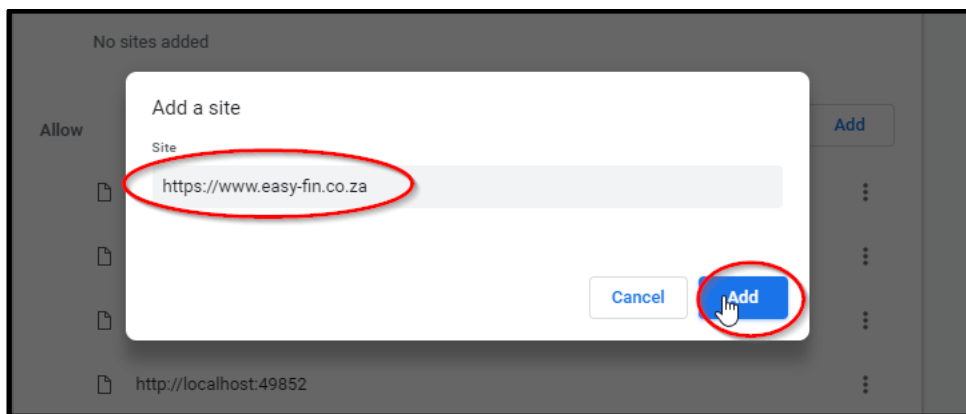 No sites added
Add a site
Allow
Add
Site
https://www.easy-fin.co.za
Cancel
Add
http://localhost:49852